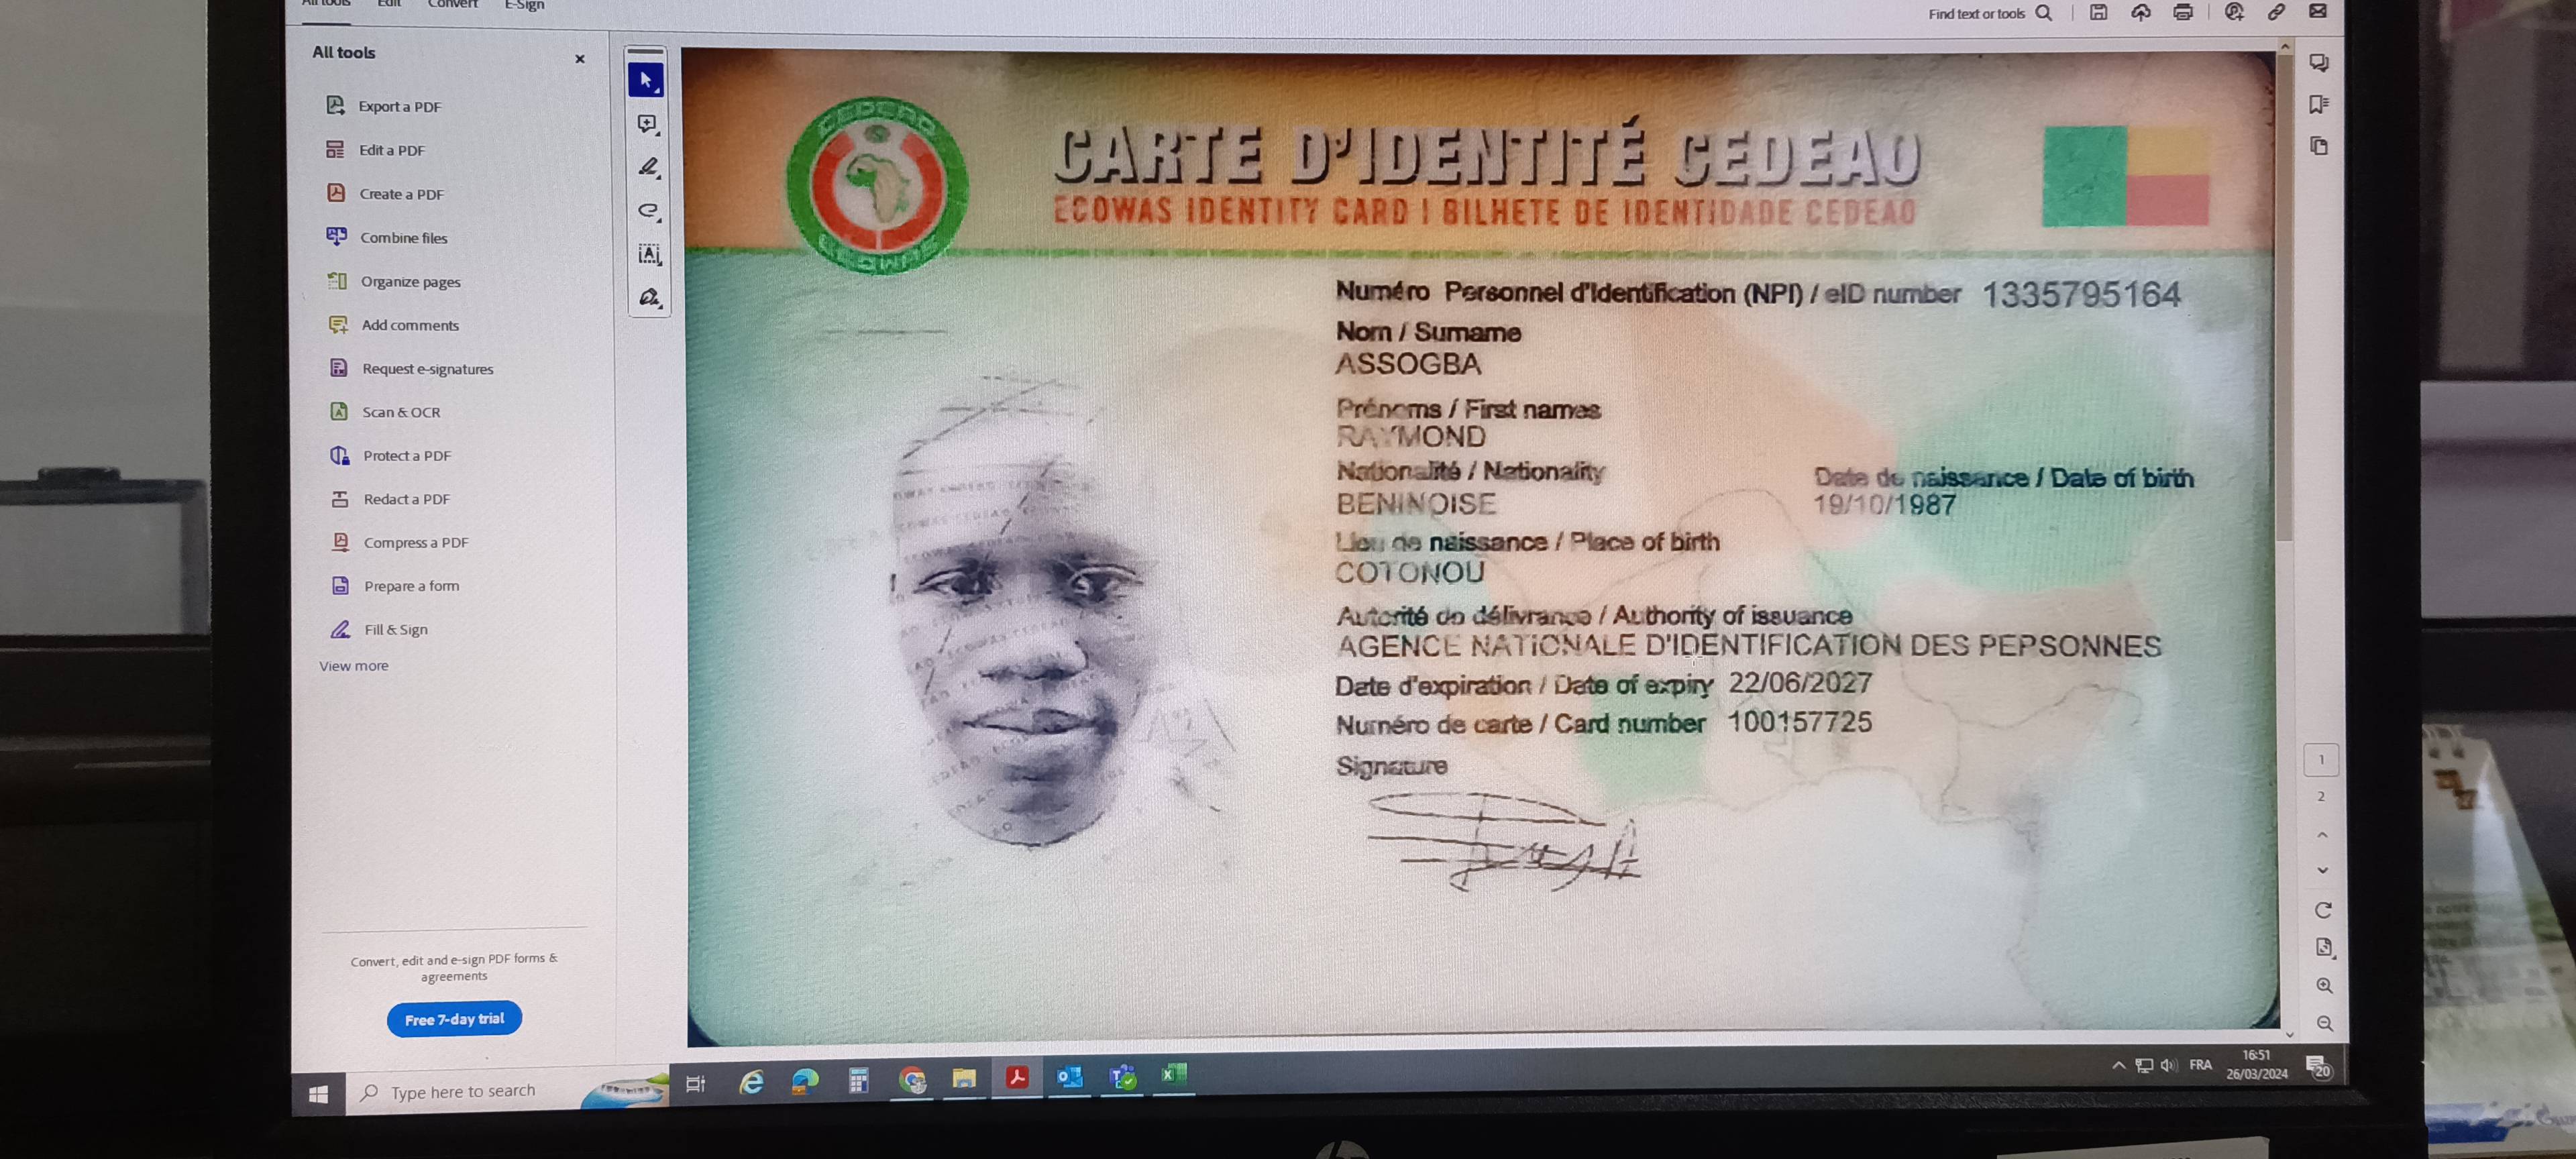 All tools Edit Convert E-Sign
Find text or tools
All tools
Export a PDF
Edit a PDF
Create a PDF
Combine files
Organize pages
Add comments
Request e-signatures
Scan & OCR
Protect a PDF
Redact a PDF
Compress a PDF
Prepare a form
Fill & Sign
View more
Convert, edit and e-sign PDF forms &
agreements
Free 7-day trial
CEDEAO
CARTE D'IDENTITÉ CEDEAO
ECOWAS IDENTITY CARD | BILHETE DE IDENTIDADE CEDEAO
Numéro Personnel d'Identification (NPI) / eID number 1335795164
Nom / Surname
ASSOGBA
Prénoms / First names
RAYMOND
Nationalité / Nationality
BENINOISE
Date de naissance / Date of birth
19/10/1987
Lieu de naissance / Place of birth
COTONOU
Autorité de délivrance / Authority of issuance
AGENCE NATIONALE D'IDENTIFICATION DES PEPSONNES
Date d'expiration / Date of expiry 22/06/2027
Numéro de carte / Card number 100157725
Signature
1
2
Type here to search
FRA
16:51
26/03/2024
20